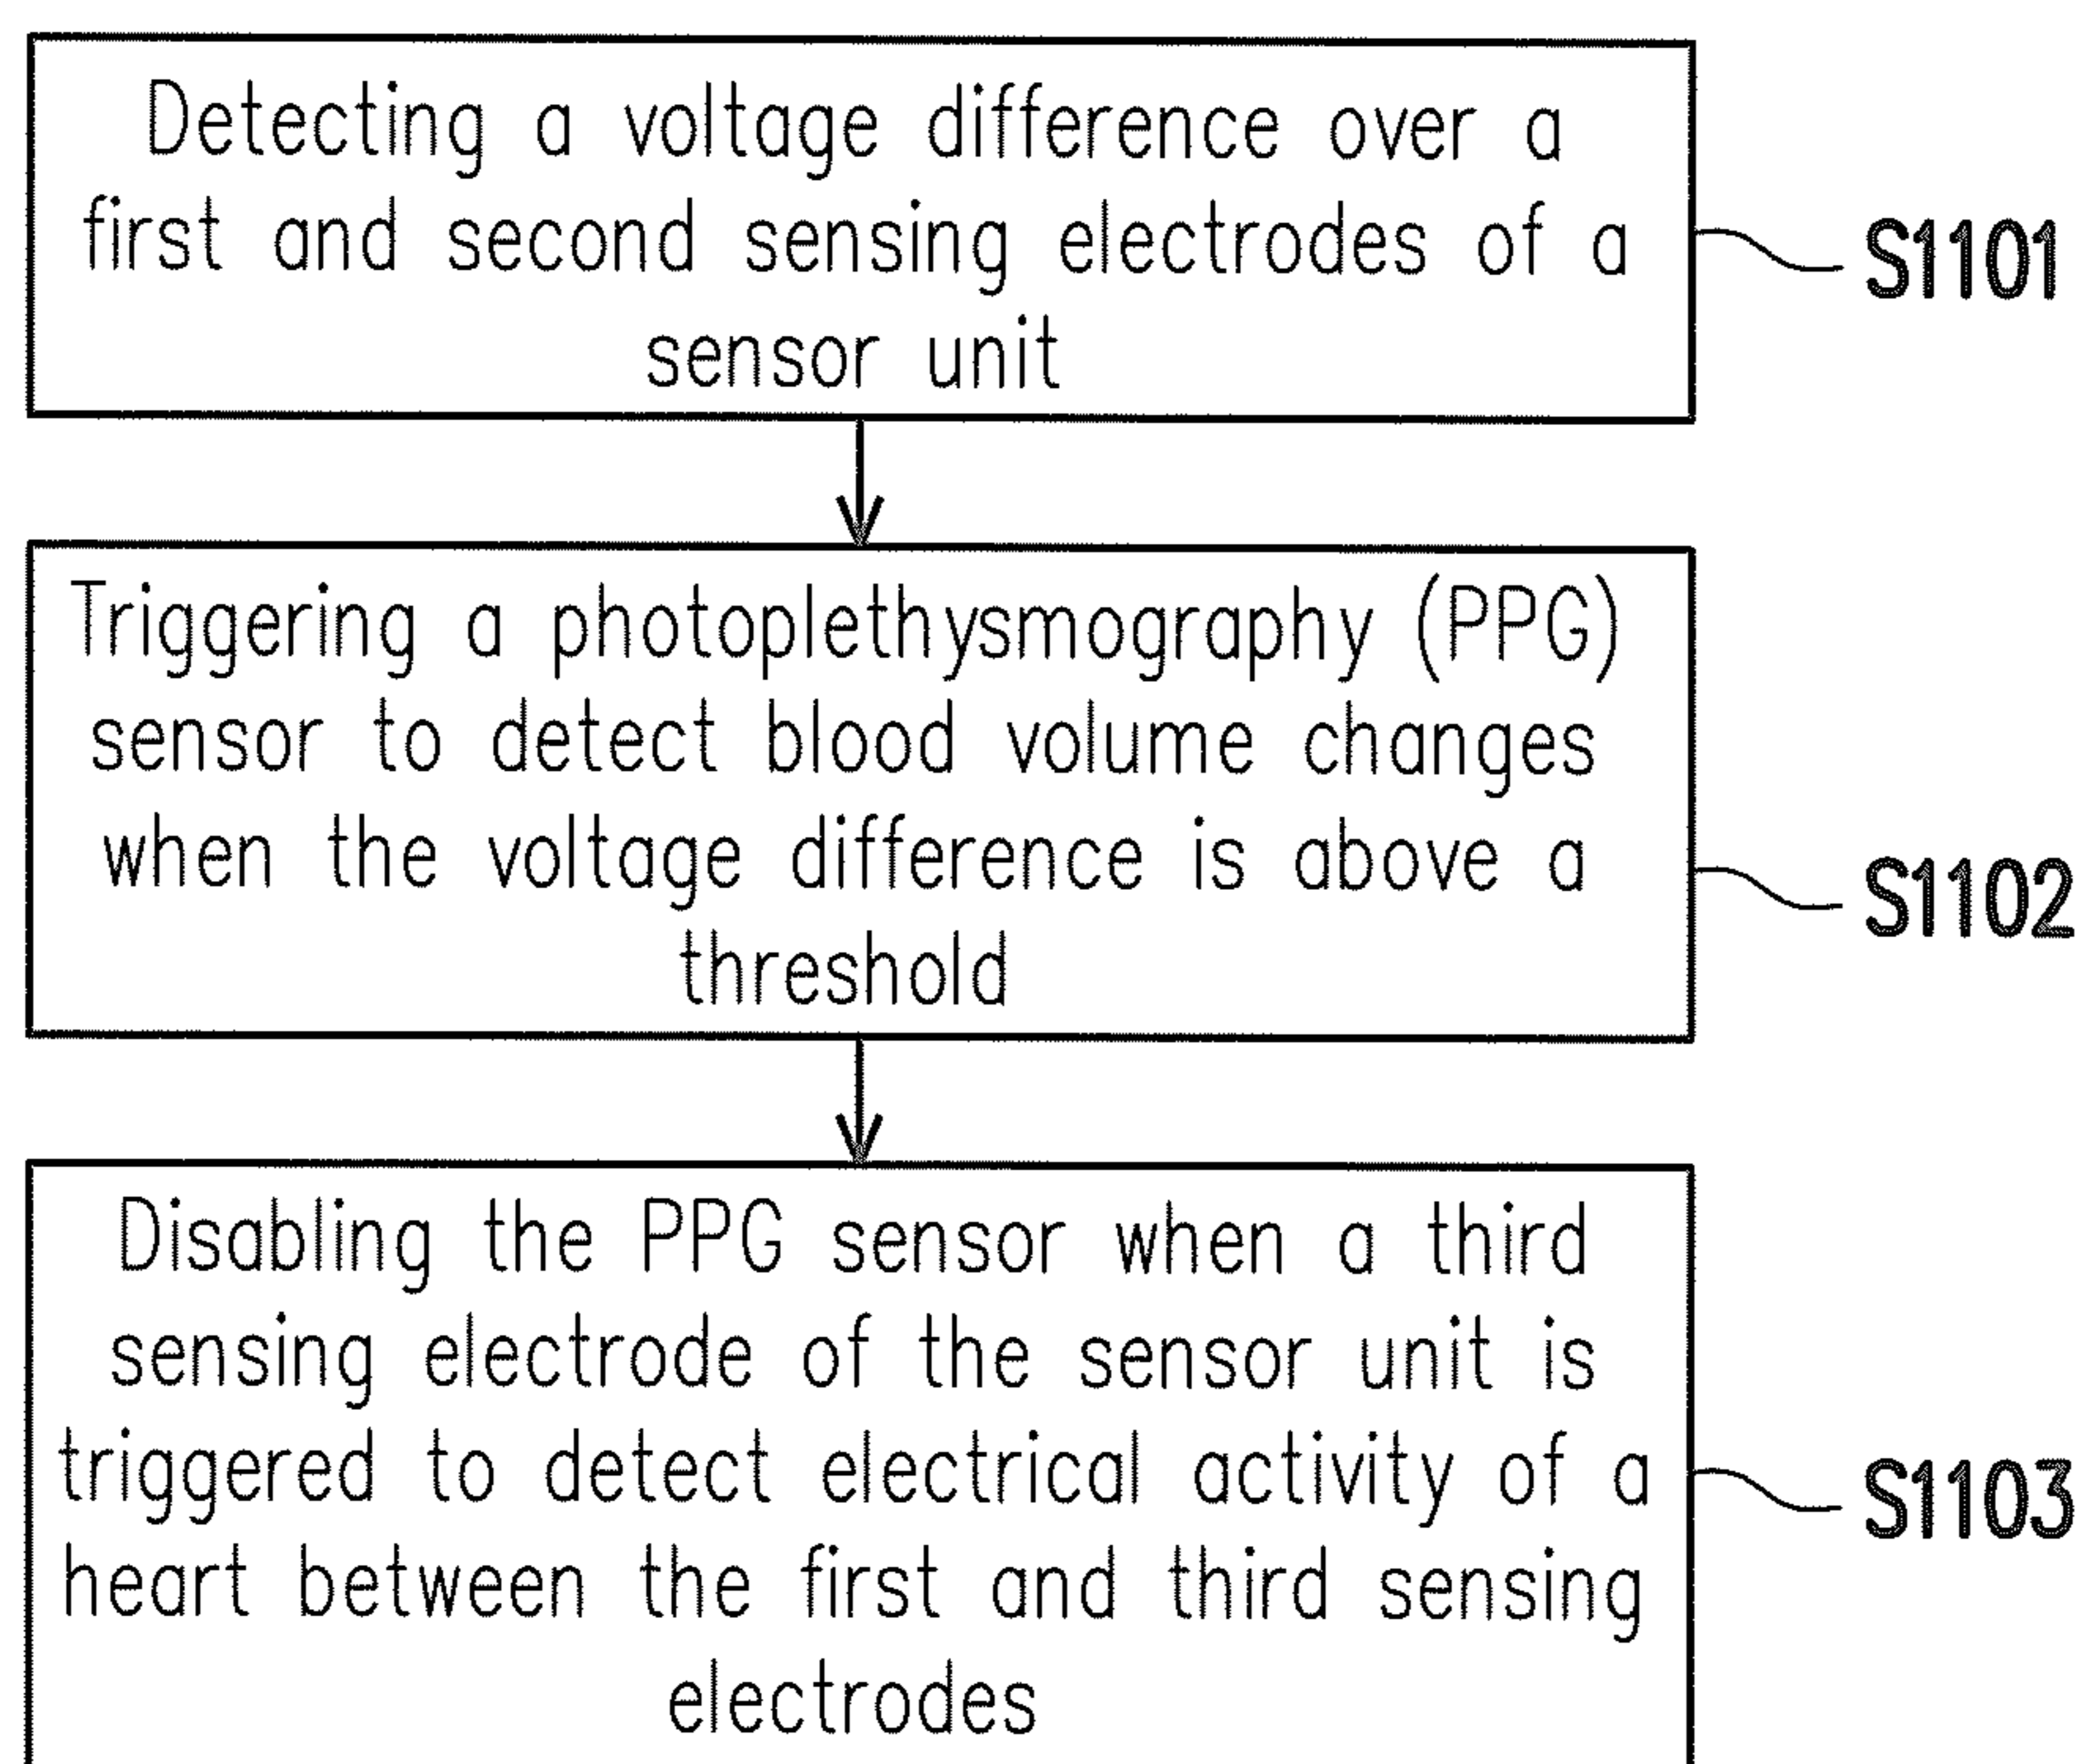 Detecting a voltage difference over a
first and second sensing electrodes of a
sensor unit
S1101
Triggering a photoplethysmography (PPG)
sensor to detect blood volume changes
when the voltage difference is above a
threshold
S1102
Disabling the PPG sensor when a third
sensing electrode of the sensor unit is
triggered to detect electrical activity of a
heart between the first and third sensing
electrodes
S1103